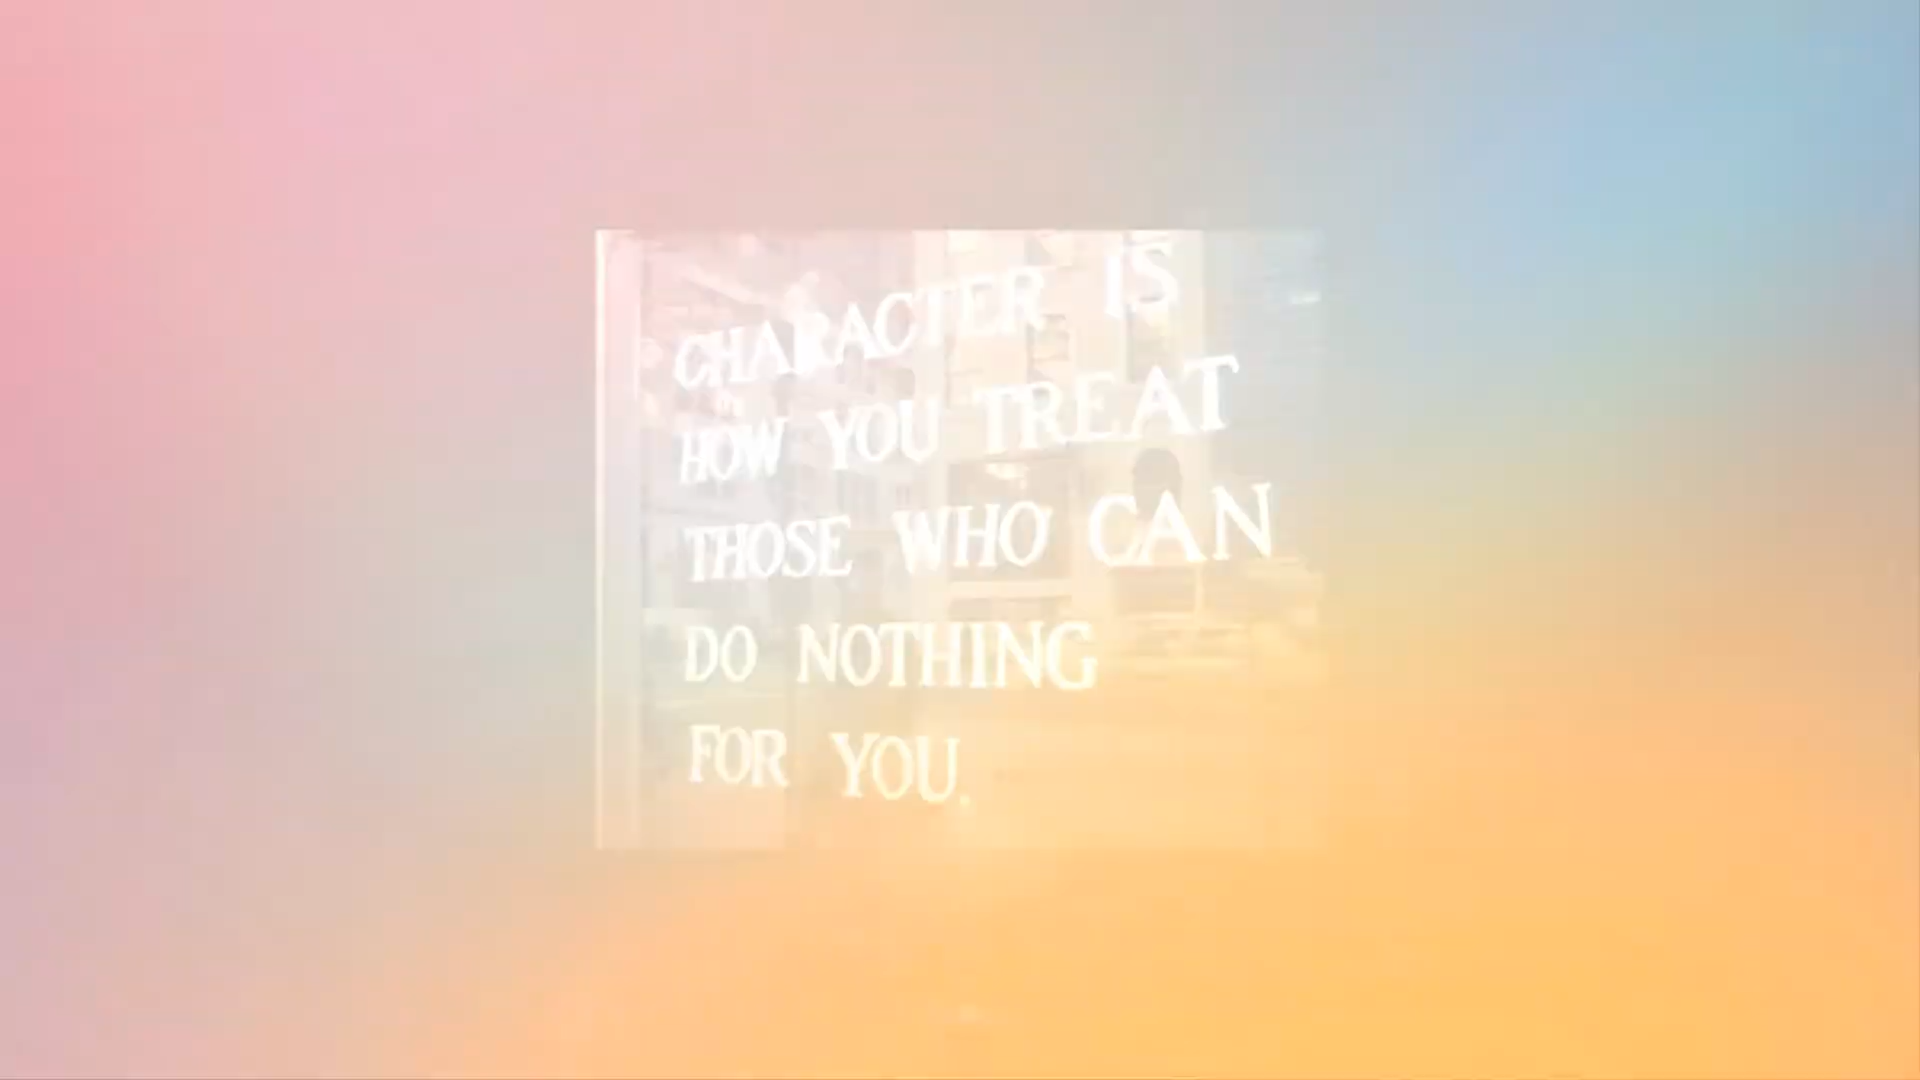 CHARACTER IS
HOW YOU TREAT
THOSE WHO CAN
DO NOTHING
FOR YOU.